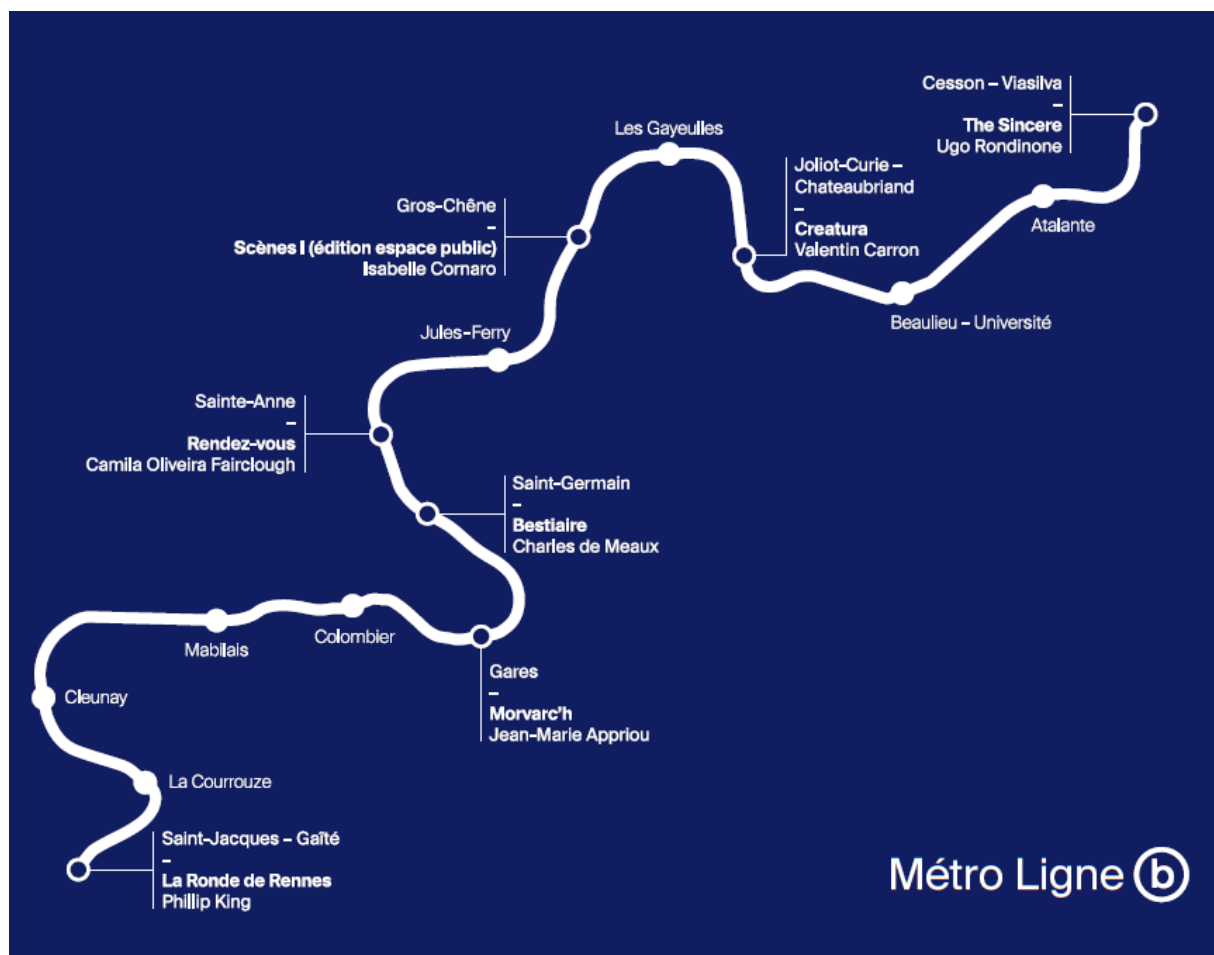 Cesson – Viasilva
–
The Sincere
Ugo Rondinone
Les Gayeulles
Joliot-Curie –
Chateaubriand
–
Creatura
Valentin Carron
Atalante
Gros-Chêne
–
Scènes I (édition espace public)
Isabelle Cornaro
Beaulieu – Université
Jules-Ferry
Sainte-Anne
–
Rendez-vous
Camila Oliveira Fairclough
Saint-Germain
–
Bestiaire
Charles de Meaux
Mabilais
Colombier
Gares
–
Morvarc'h
Jean-Marie Appriou
Cleunay
La Courrouze
Saint-Jacques – Gaîté
–
La Ronde de Rennes
Phillip King
Métro Ligne b